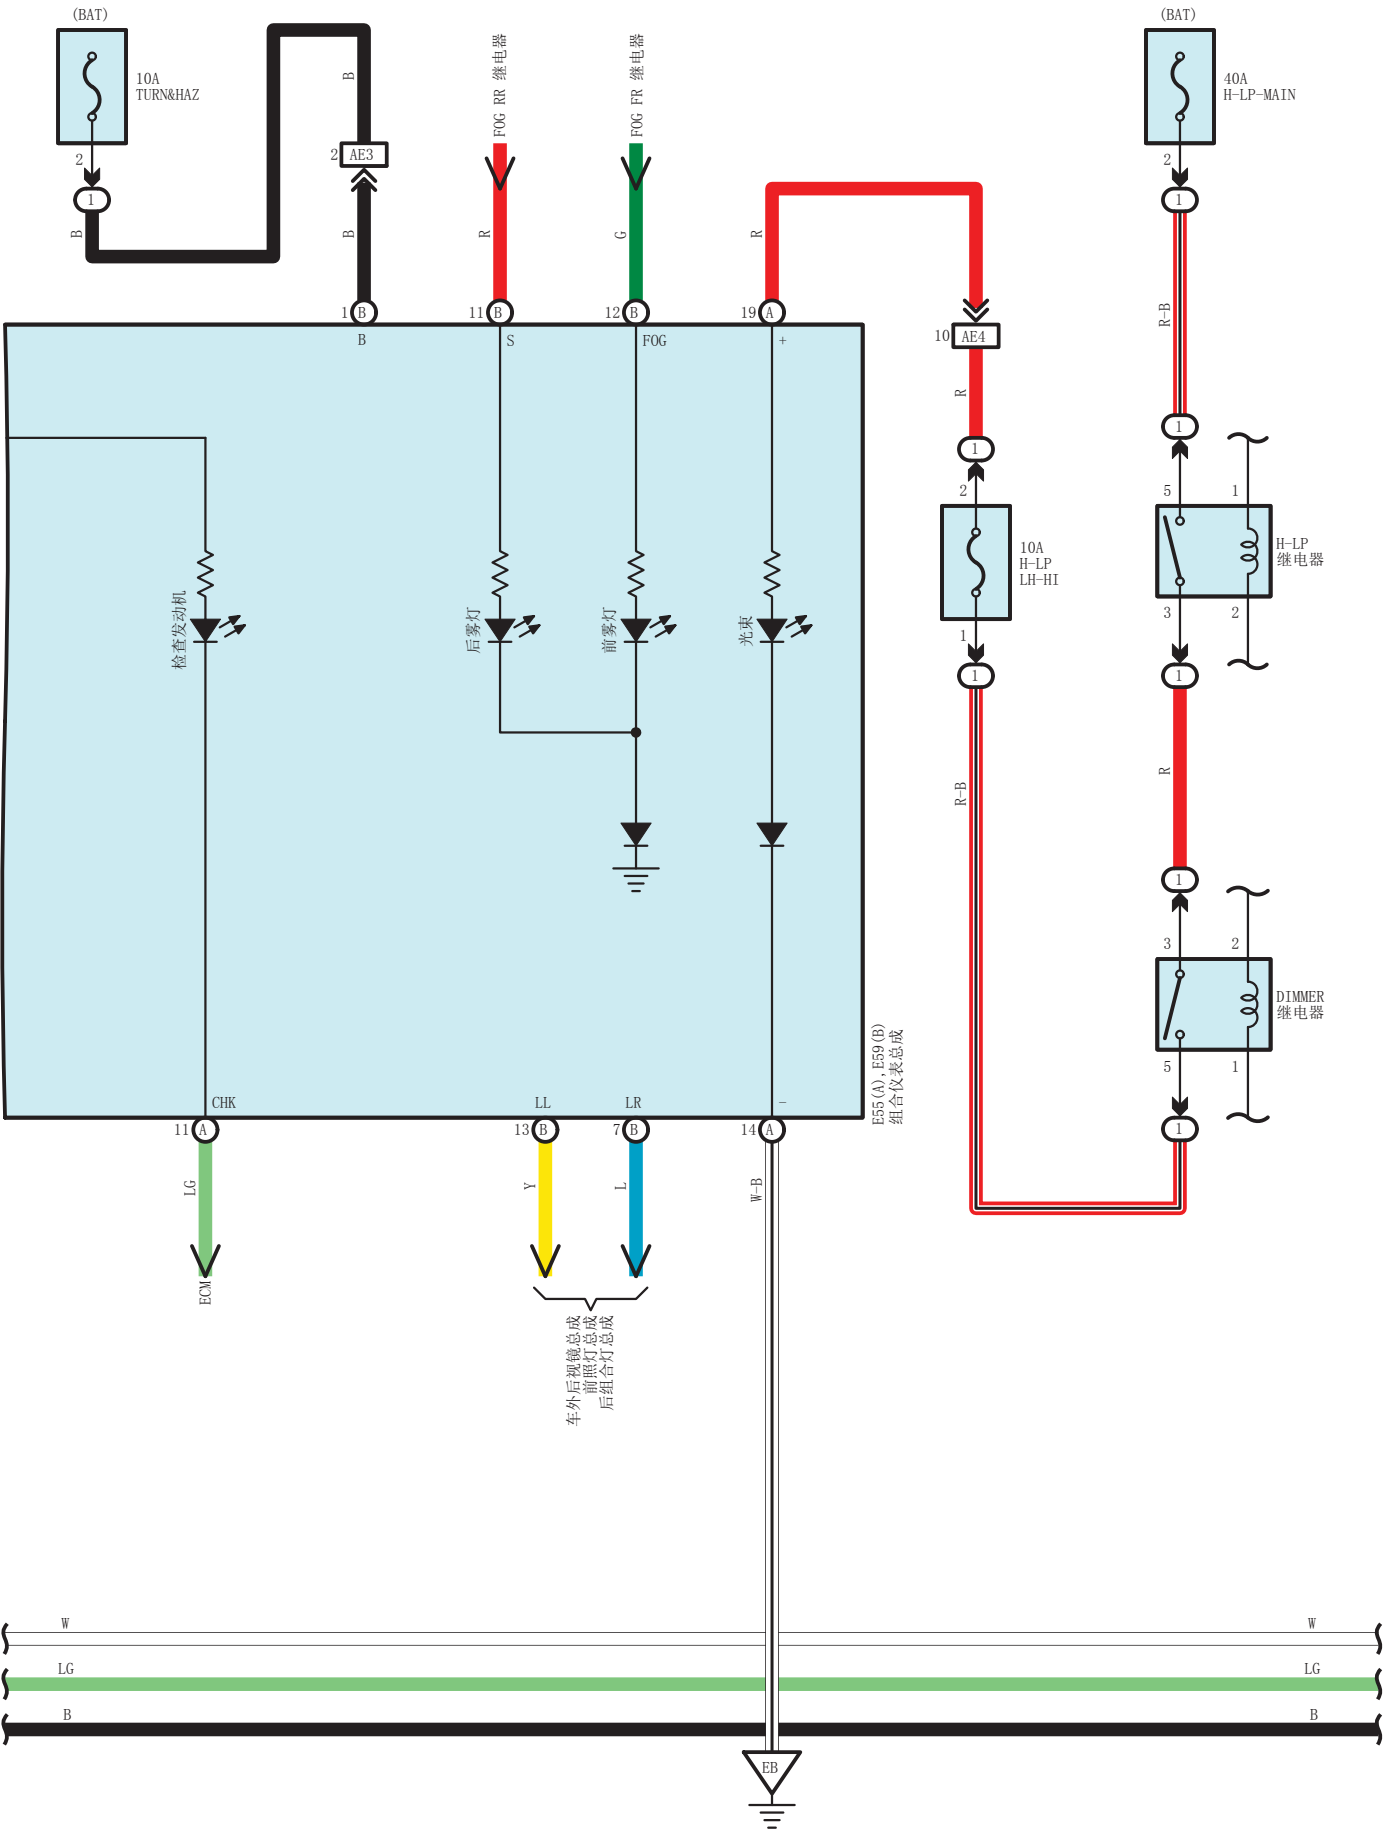 (BAT)
(BAT)
10A
TURN&HAZ
40A
H-LP-MAIN
FOG RR 继电器
FOG FR 继电器
B
2 AE3
2
1
B
B
R
G
R
2
1
1 B
11 B
12 B
19 A
B
S
FOG
+
10 AE4
R
R-B
1
1
2
5
1
10A
H-LP
LH-HI
H-LP
继电器
检查发动机
后雾灯
前雾灯
光束
1
1
3
2
1
R-B
R
1
3
2
DIMMER
继电器
5
1
1
E55(A),E59(B)
组合仪表总成
CHK
LL
LR
-
11 A
13 B
7 B
14 A
LG
Y
L
W-B
ECM
车外后视镜总成
前照灯总成
后组合灯总成
W
W
LG
LG
B
B
EB